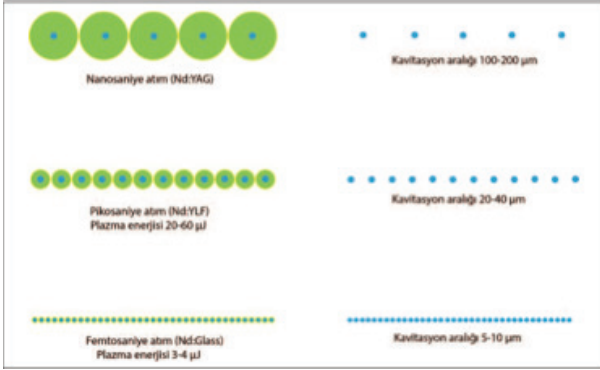 Nanosaniye atım (Nd:YAG)
Kavitasyon aralığı 100-200 µm
Pikosaniye atım (Nd:YLF)
Plazma enerjisi 20-60 µJ
Kavitasyon aralığı 20-40 µm
Femtosaniye atım (Nd:Glass)
Plazma enerjisi 3-4 µJ
Kavitasyon aralığı 5-10 µm